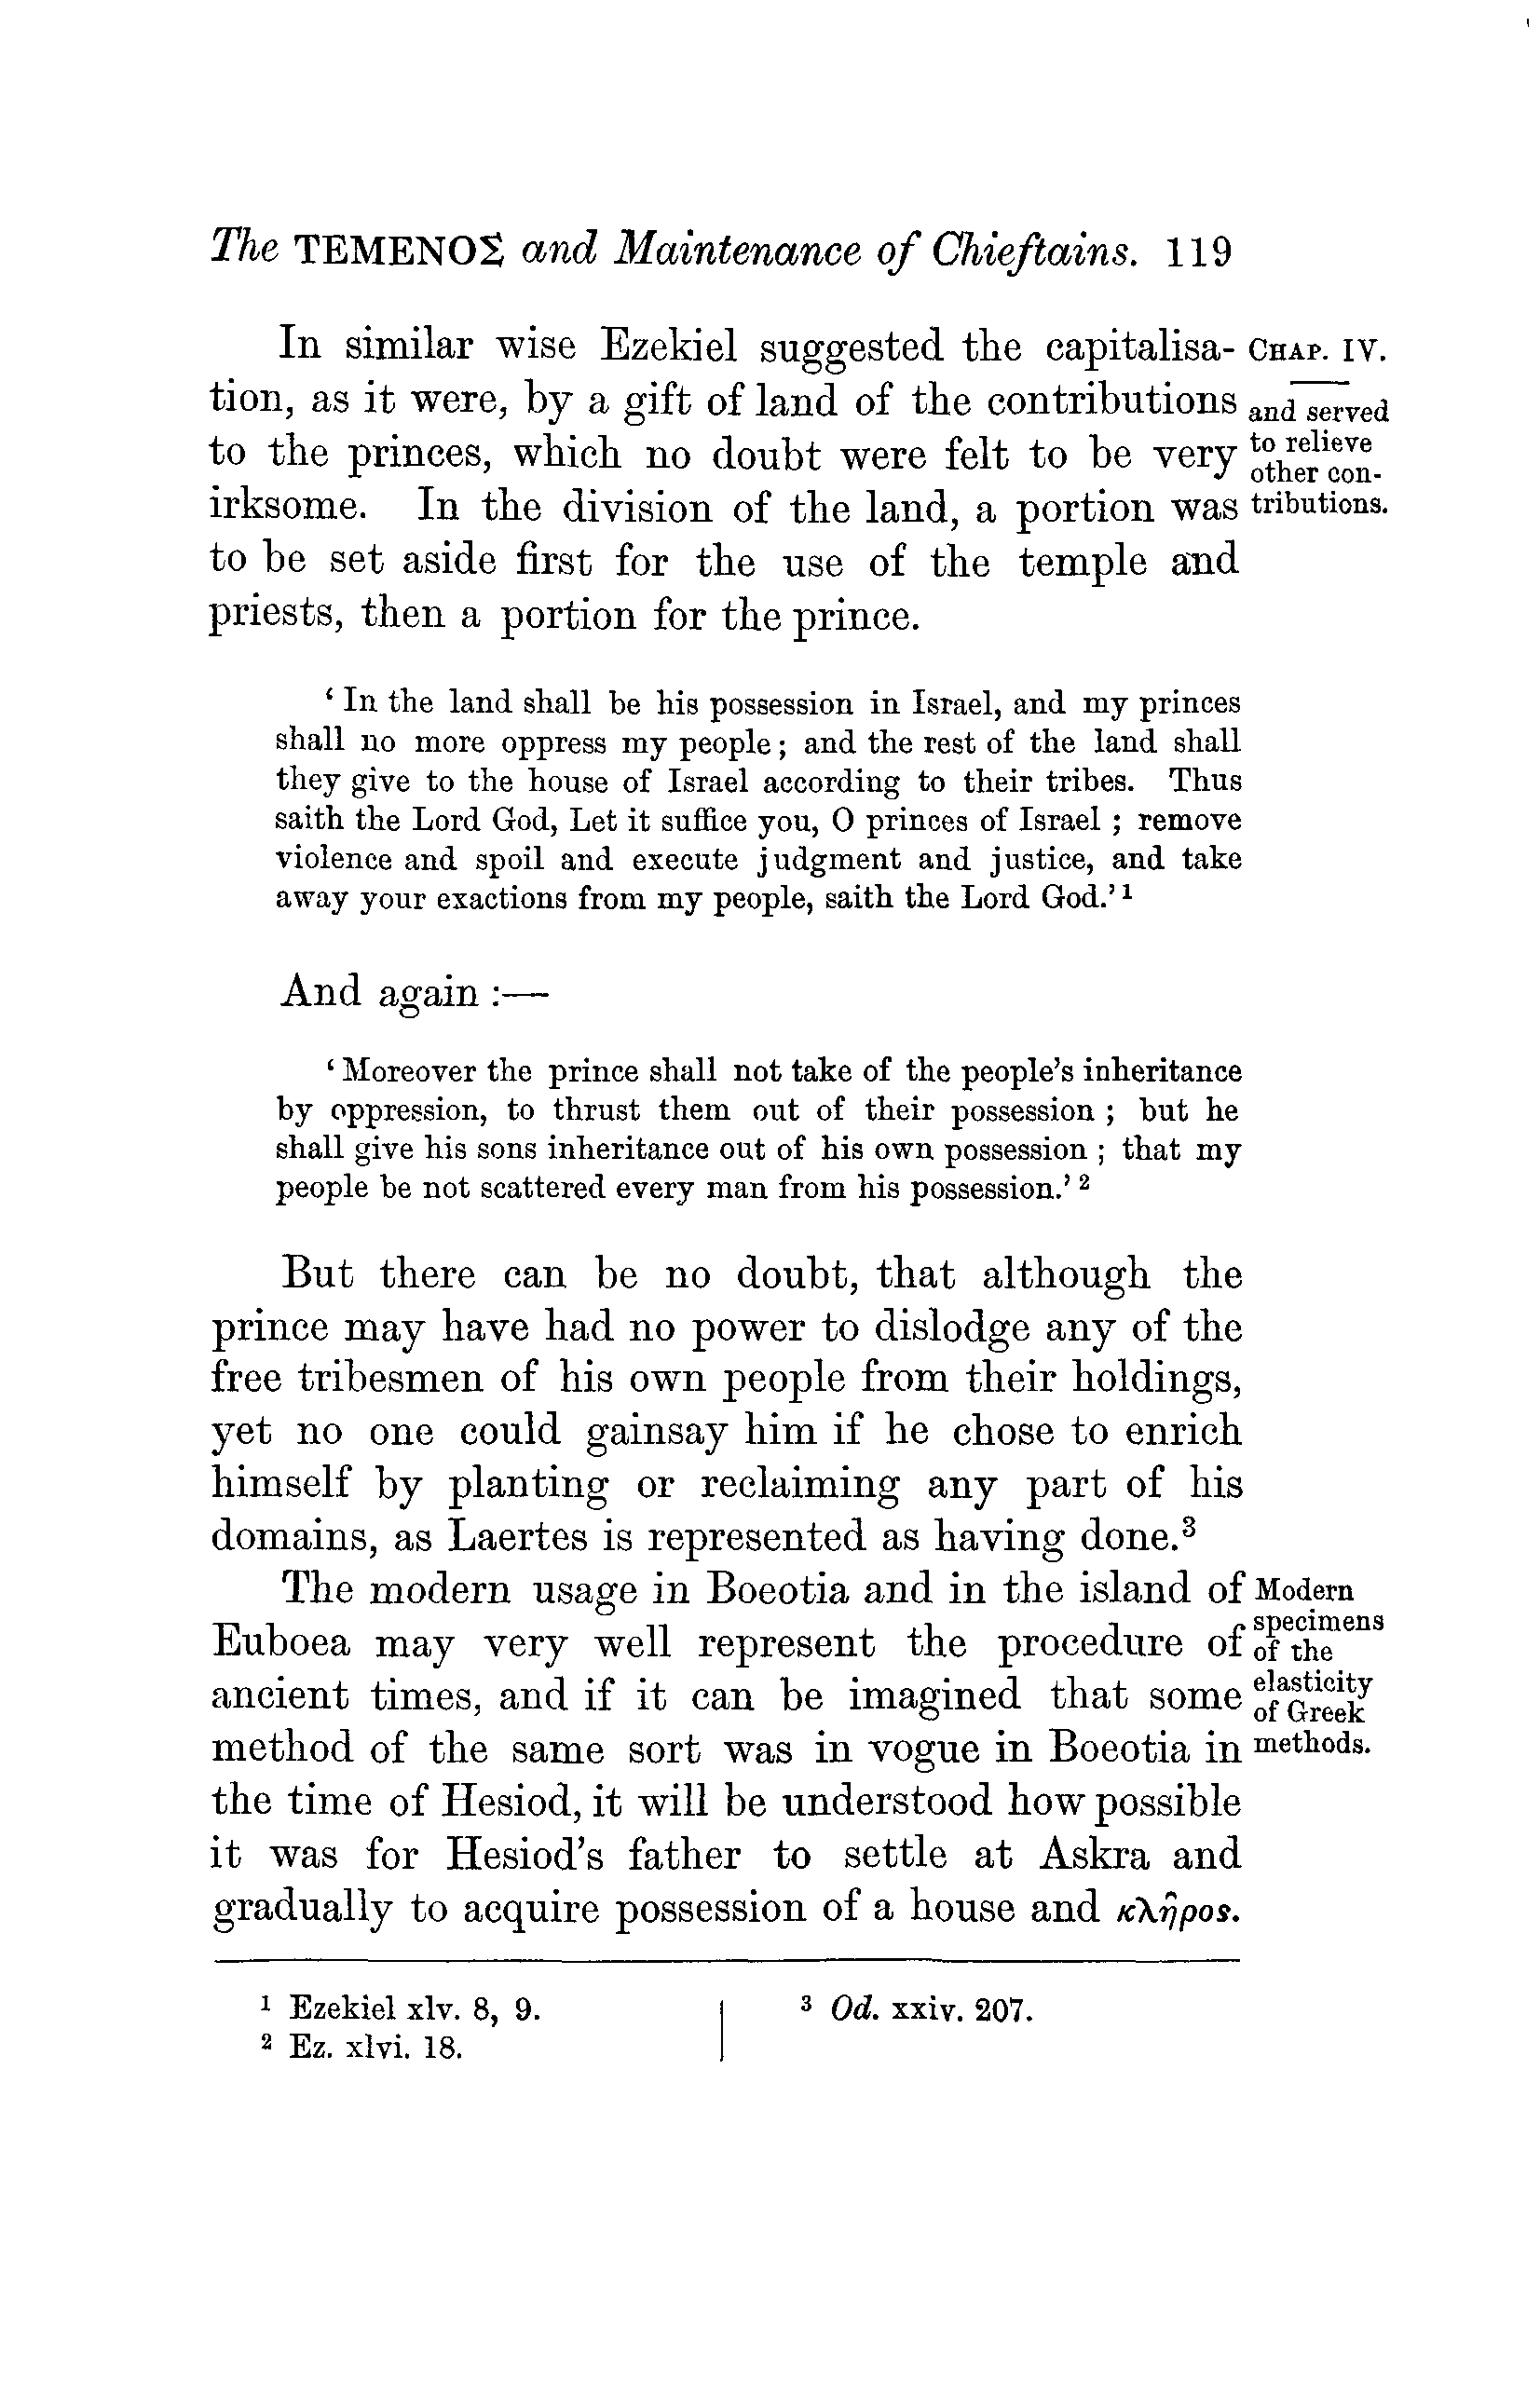 The TEMENOΣ and Maintenance of Chieftains. 119
In similar wise Ezekiel suggested the capitalisa-
tion, as it were, by a gift of land of the contributions
to the princes, which no doubt were felt to be very
irksome. In the division of the land, a portion was
to be set aside first for the use of the temple and
priests, then a portion for the prince.
CHAP. IV.
and served
to relieve
other con-
tributions.
‘In the land shall be his possession in Israel, and my princes
shall no more oppress my people; and the rest of the land shall
they give to the house of Israel according to their tribes. Thus
saith the Lord God, Let it suffice you, O princes of Israel; remove
violence and spoil and execute judgment and justice, and take
away your exactions from my people, saith the Lord God.’¹
And again :—
‘Moreover the prince shall not take of the people's inheritance
by oppression, to thrust them out of their possession; but he
shall give his sons inheritance out of his own possession; that my
people be not scattered every man from his possession.’²
But there can be no doubt, that although the
prince may have had no power to dislodge any of the
free tribesmen of his own people from their holdings,
yet no one could gainsay him if he chose to enrich
himself by planting or reclaiming any part of his
domains, as Laertes is represented as having done.³
The modern usage in Boeotia and in the island of
Euboea may very well represent the procedure of
ancient times, and if it can be imagined that some
method of the same sort was in vogue in Boeotia in
the time of Hesiod, it will be understood how possible
it was for Hesiod's father to settle at Askra and
gradually to acquire possession of a house and κλῆρος.
Modern
specimens
of the
elasticity
of Greek
methods.
¹ Ezekiel xlv. 8, 9.
² Ez. xlvi. 18.
³ Od. xxiv. 207.